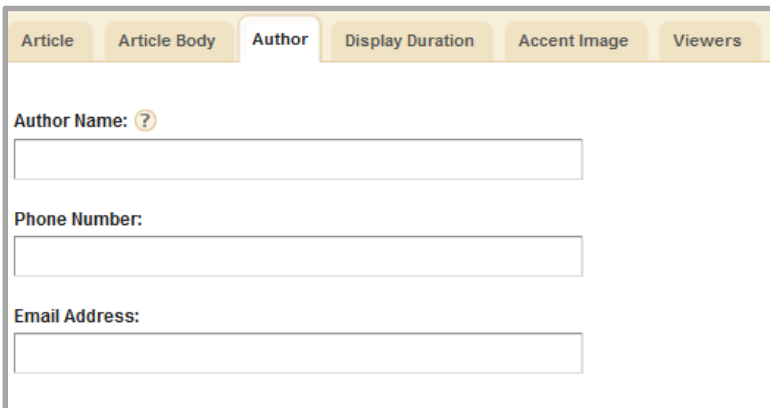 Article Article Body Author Display Duration Accent Image Viewers
Author Name: ?
Phone Number:
Email Address: